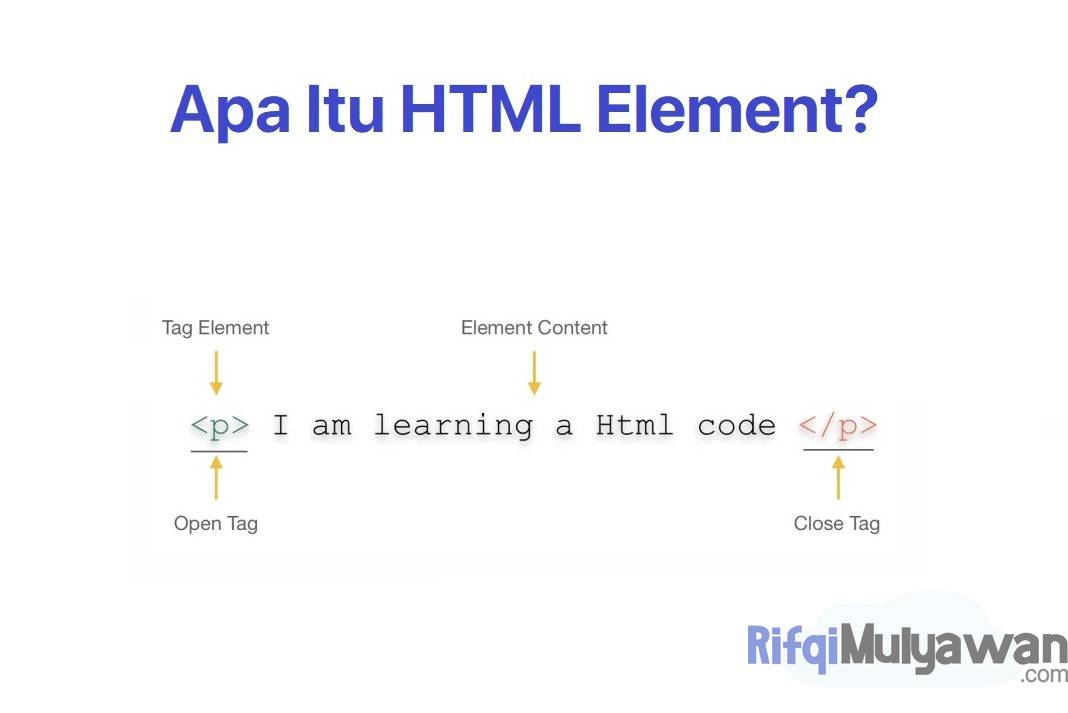 Apa Itu HTML Element?
Tag Element
Element Content
<p> I am learning a Html code </p>
Open Tag
Close Tag
RifqiMulyawan
.com